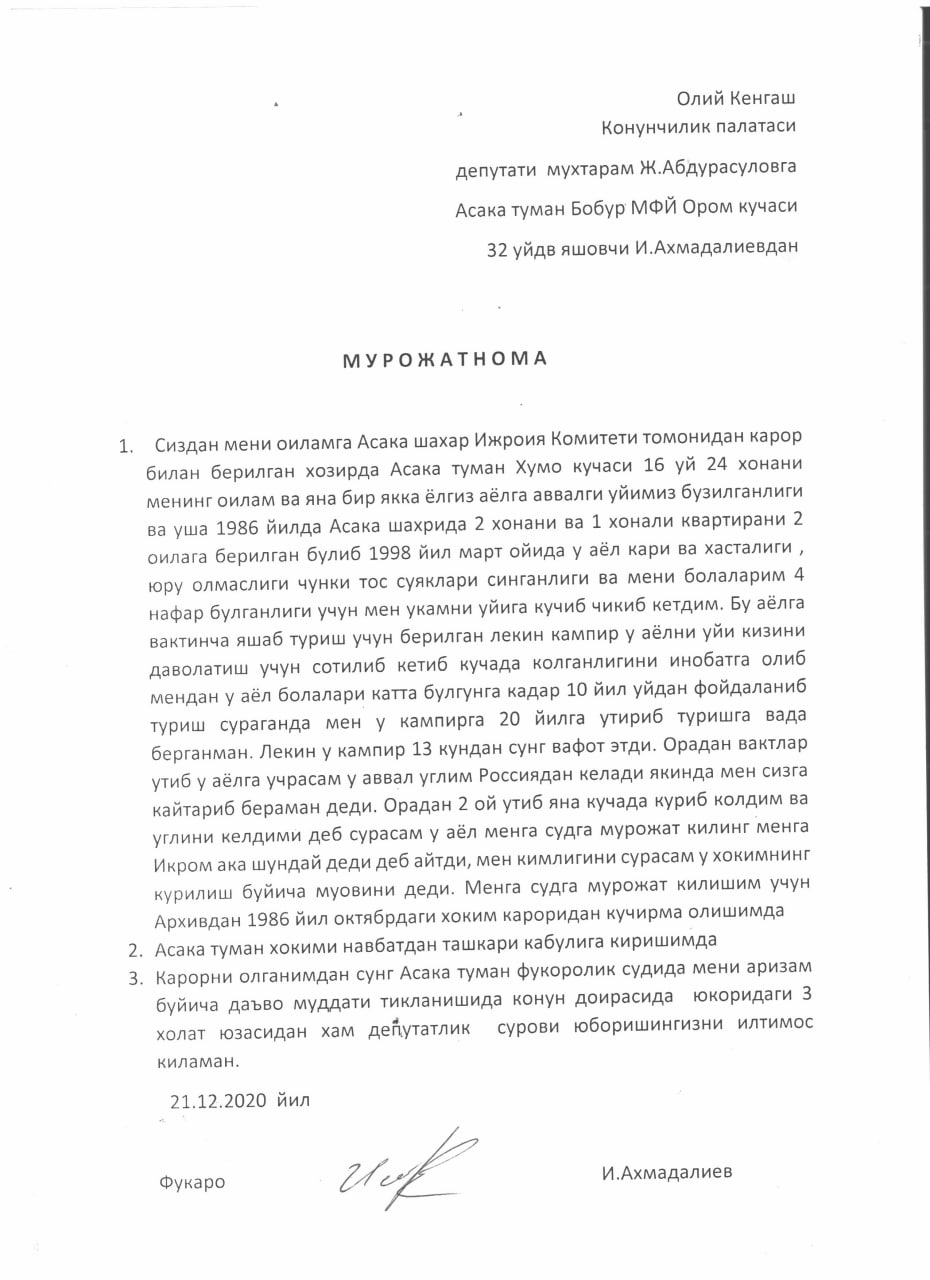 Олий Кенгаш
Конунчилик палатаси
депутати мухтарам Ж.Абдурасуловга
Асака туман Бобур МФЙ Ором кучаси
32 уйдв яшовчи И.Ахмадалиевдан
МУРОЖАТНОМА
1. Сиздан мени оиламга Асака шахар Ижроия Комитети томонидан карор
билан берилган хозирда Асака туман Хумо кучаси 16 уй 24 хонани
менинг оилам ва яна бир якка ёлгиз аёлга аввалги уйимиз бузилганлиги
ва уша 1986 йилда Асака шахрида 2 хонани ва 1 хонали квартирани 2
оилага берилган булиб 1998 йил март ойида у аёл кари ва хасталиги ,
юру олмаслиги чунки тос суяклари синганлиги ва мени болаларим 4
нафар булганлиги учун мен укамни уйига кучиб чикиб кетдим. Бу аёлга
вактинча яшаб туриш учун берилган лекин кампир у аёлни уйи кизини
даволатиш учун сотилиб кетиб кучада колганлигини инобатга олиб
мендан у аёл болалари катта булгунга кадар 10 йил уйдан фойдаланиб
туриш сураганда мен у кампирга 20 йилга утириб туришга вада
берганман. Лекин у кампир 13 кундан сунг вафот этди. Орадан вактлар
утиб у аёлга учрасам у аввал углим Россиядан келади якинда мен сизга
кайтариб бераман деди. Орадан 2 ой утиб яна кучада куриб колдим ва
углини келдими деб сурасам у аёл менга судга мурожат килинг менга
Икром ака шундай деди деб айтди, мен кимлигини сурасам у хокимнинг
курилиш буйича муовини деди. Менга судга мурожат килишим учун
Архивдан 1986 йил октябрдаги хоким кароридан кучирма олишимда
2. Асака туман хокими навбатдан ташкари кабулига киришимда
3. Карорни олганимдан сунг Асака туман фукоролик судида мени аризам
буйича даъво муддати тикланишида конун доирасида юкоридаги 3
холат юзасидан хам депутатлик сурови юборишингизни илтимос
киламан.
21.12.2020 йил
Фукаро И.Ахмадалиев